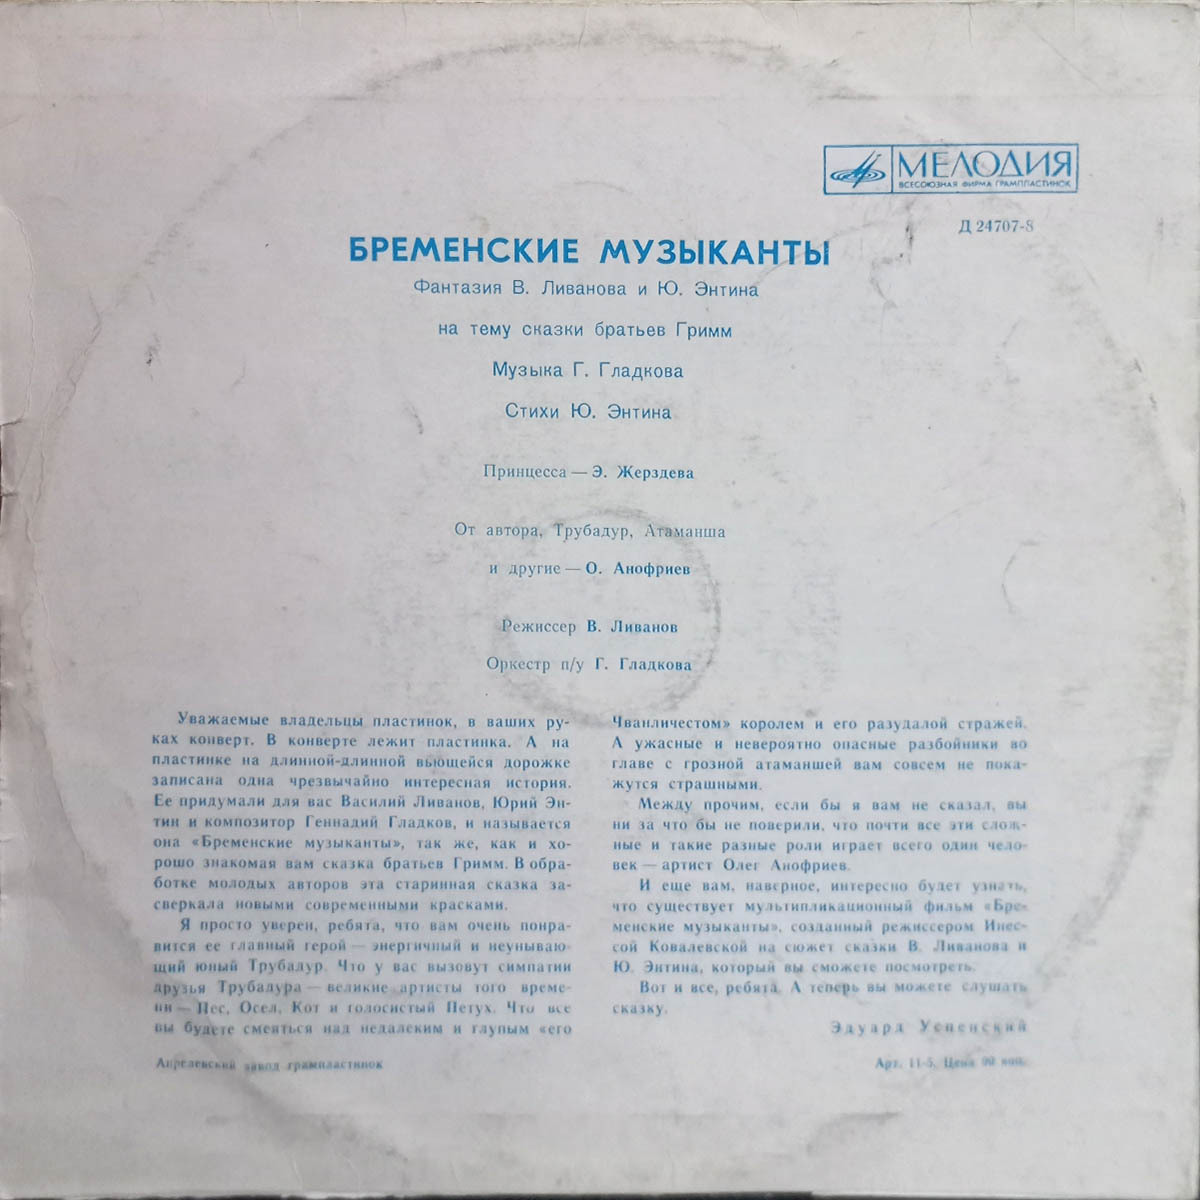 МЕЛОДИЯ
ВСЕСОЮЗНАЯ ФИРМА ГРАМПЛАСТИНОК
Д 24707-8
БРЕМЕНСКИЕ МУЗЫКАНТЫ
Фантазия В. Ливанова и Ю. Энтина
на тему сказки братьев Гримм
Музыка Г. Гладкова
Стихи Ю. Энтина
Принцесса — Э. Жерздева
От автора, Трубадур, Атаманша
и другие — О. Анофриев
Режиссер В. Ливанов
Оркестр п/у Г. Гладкова
Уважаемые владельцы пластинок, в ваших ру-
ках конверт. В конверте лежит пластинка. А на
пластинке на длинной-длинной вьющейся дорожке
записана одна чрезвычайно интересная история.
Ее придумали для вас Василий Ливанов, Юрий Эн-
тин и композитор Геннадий Гладков, и называется
она «Бременские музыканты», так же, как и хо-
рошо знакомая вам сказка братьев Гримм. В обра-
ботке молодых авторов эта старинная сказка за-
сверкала новыми современными красками.
Я просто уверен, ребята, что вам очень понра-
вится ее главный герой — энергичный и неуныва-
ющий юный Трубадур. Что у вас вызовут симпатии
друзья Трубадура — великие артисты того време-
ни — Пес, Осел, Кот и голосистый Петух. Что все
вы будете смеяться над недалеким и глупым «его
Чванличестом» королем и его разудалой стражей.
А ужасные и невероятно опасные разбойники во
главе с грозной атаманшей вам совсем не пока-
жутся страшными.
Между прочим, если бы я вам не сказал, вы
ни за что бы не поверили, что почти все эти слож-
ные и такие разные роли играет всего один чело-
век — артист Олег Анофриев.
И еще вам, наверное, интересно будет узнать,
что существует мультипликационный фильм «Бре-
менские музыканты», созданный режиссером Инес-
сой Ковалевской на сюжет сказки В. Ливанова и
Ю. Энтина, который вы сможете посмотреть.
Вот и все, ребята. А теперь вы можете слушать
сказку.
Эдуард Успенский
Апрелевский завод грампластинок
Арт. 11-5. Цена 90 коп.